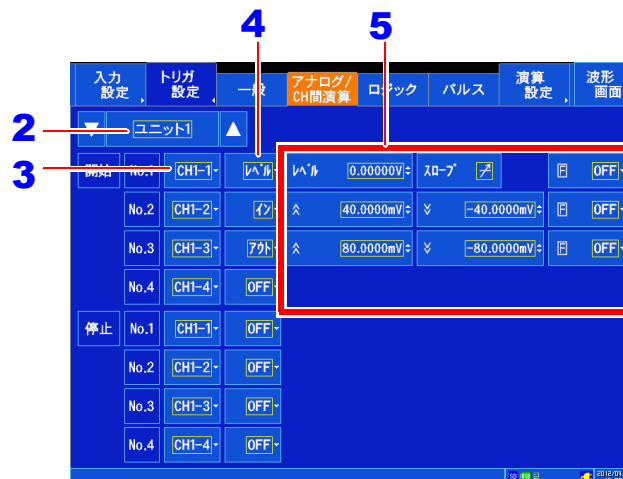 4 5
入力設定 トリガ設定 一般 アナログ/CH間演算 ロジック パルス 演算設定 波形画面
2 ▼ ユニット1 ▲
3 開始 No.1 CH1-1 レベル レベル 0.00000V スロープ F OFF
No.2 CH1-2 イン 40.0000mV -40.0000mV F OFF
No.3 CH1-3 アウト 80.0000mV -80.0000mV F OFF
No.4 CH1-4 OFF
停止 No.1 CH1-1 OFF
No.2 CH1-2 OFF
No.3 CH1-3 OFF
No.4 CH1-4 OFF
SD